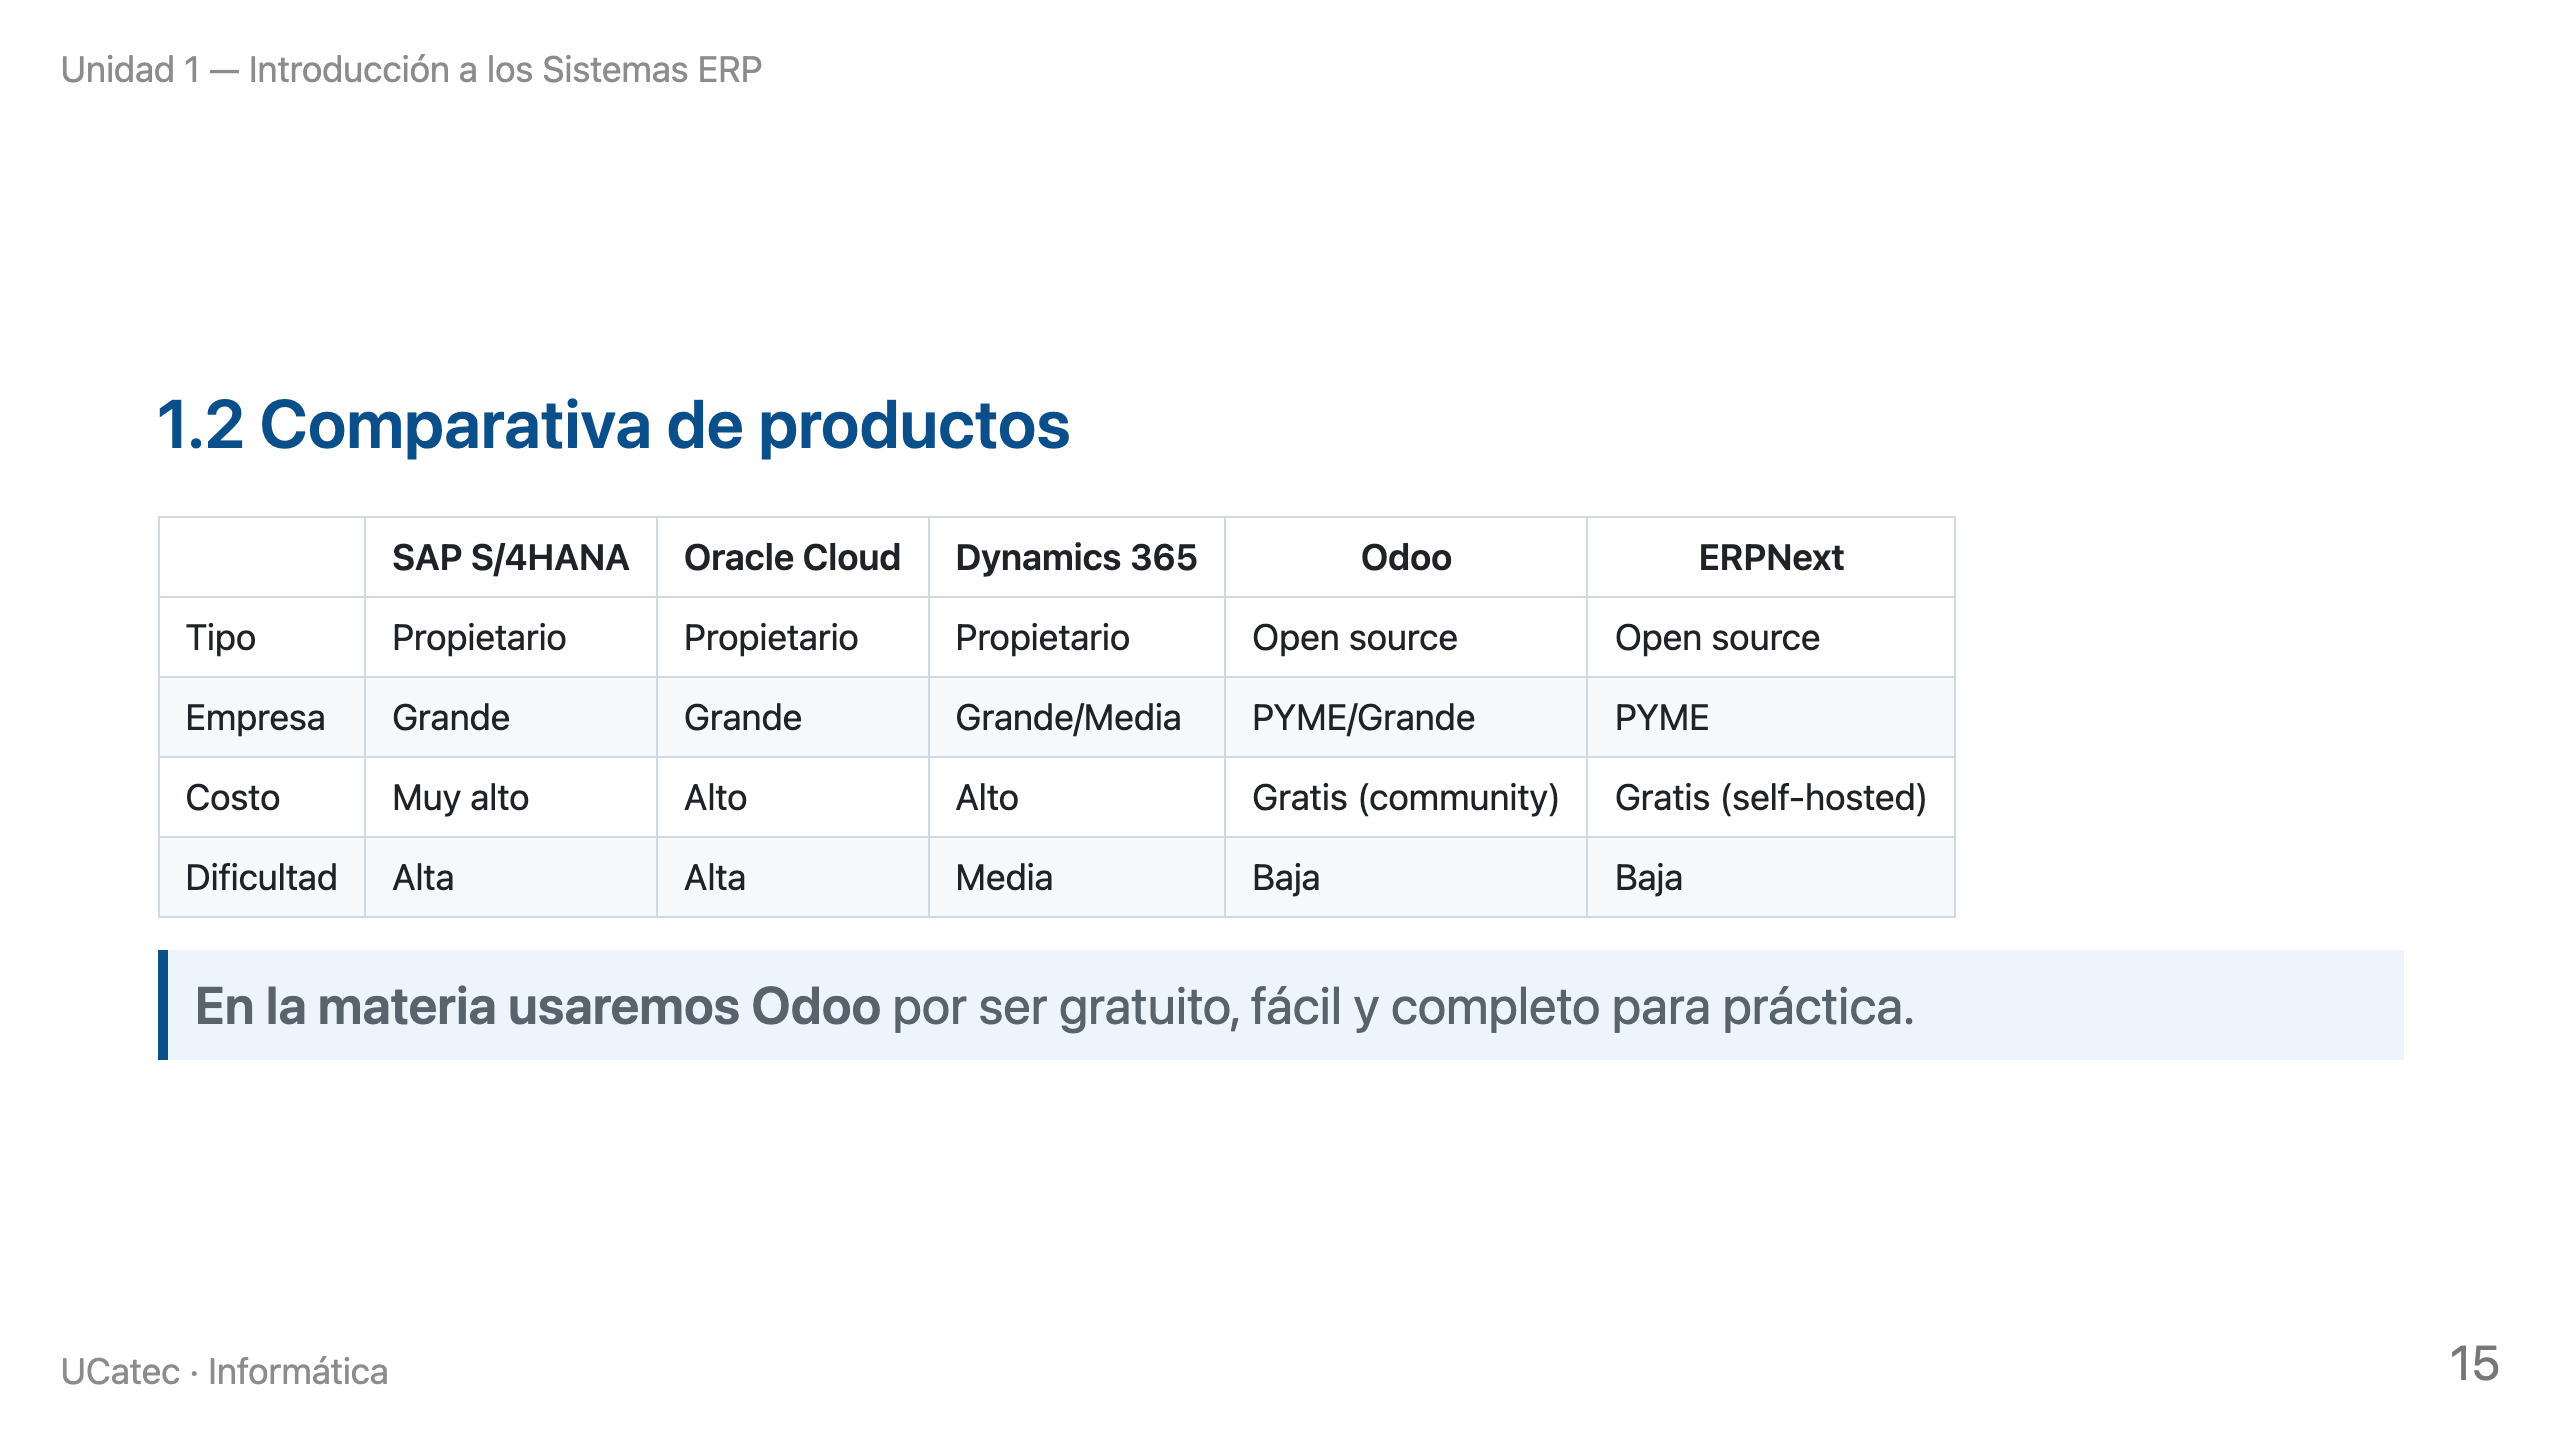 Unidad 1 — Introducción a los Sistemas ERP
1.2 Comparativa de productos
SAP S/4HANA Oracle Cloud Dynamics 365 Odoo ERPNext
Tipo Propietario Propietario Propietario Open source Open source
Empresa Grande Grande Grande/Media PYME/Grande PYME
Costo Muy alto Alto Alto Gratis (community) Gratis (self-hosted)
Dificultad Alta Alta Media Baja Baja
En la materia usaremos Odoo por ser gratuito, fácil y completo para práctica.
UCatec · Informática
15